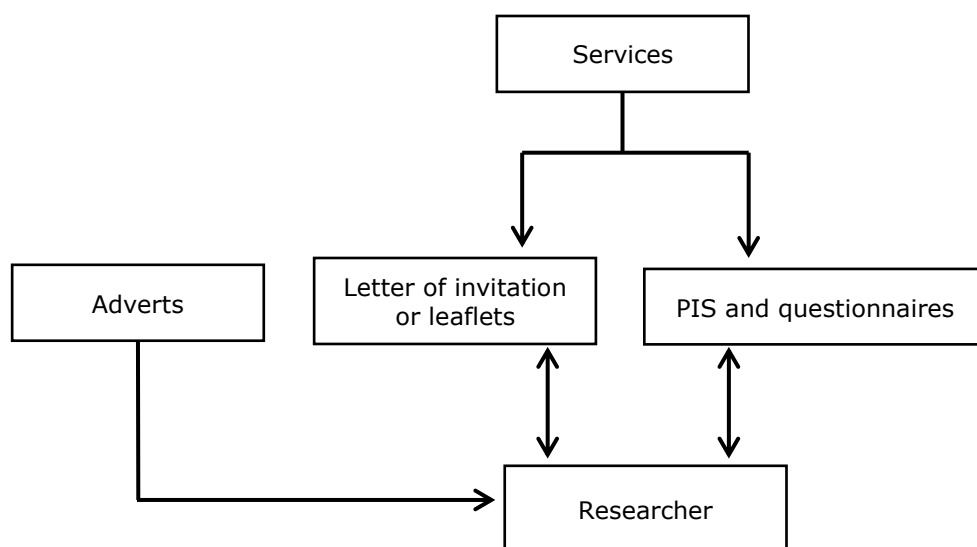 Services
Adverts
Letter of invitation
or leaflets
PIS and questionnaires
Researcher